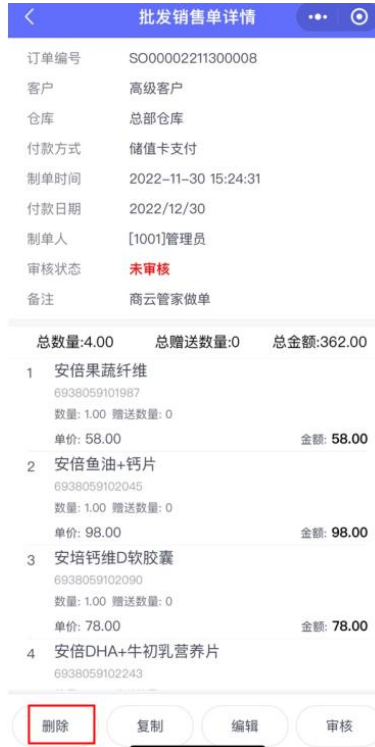 批发销售单详情
订单编号 SO00002211300008
客户 高级客户
仓库 总部仓库
付款方式 储值卡支付
制单时间 2022-11-30 15:24:31
付款日期 2022/12/30
制单人 [1001]管理员
审核状态 未审核
备注 商云管家做单
总数量:4.00 总赠送数量:0 总金额:362.00
1 安倍果蔬纤维
6938059101987
数量: 1.00 赠送数量: 0
单价: 58.00 金额: 58.00
2 安倍鱼油+钙片
6938059102045
数量: 1.00 赠送数量: 0
单价: 98.00 金额: 98.00
3 安培钙维D软胶囊
6938059102090
数量: 1.00 赠送数量: 0
单价: 78.00 金额: 78.00
4 安倍DHA+牛初乳营养片
6938059102243
删除 复制 编辑 审核